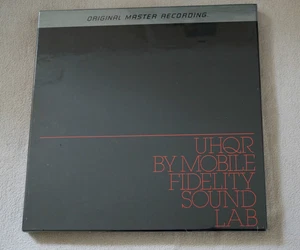 ORIGINAL MASTER RECORDING
UHQR
BY MOBILE
FIDELITY
SOUND
LAB